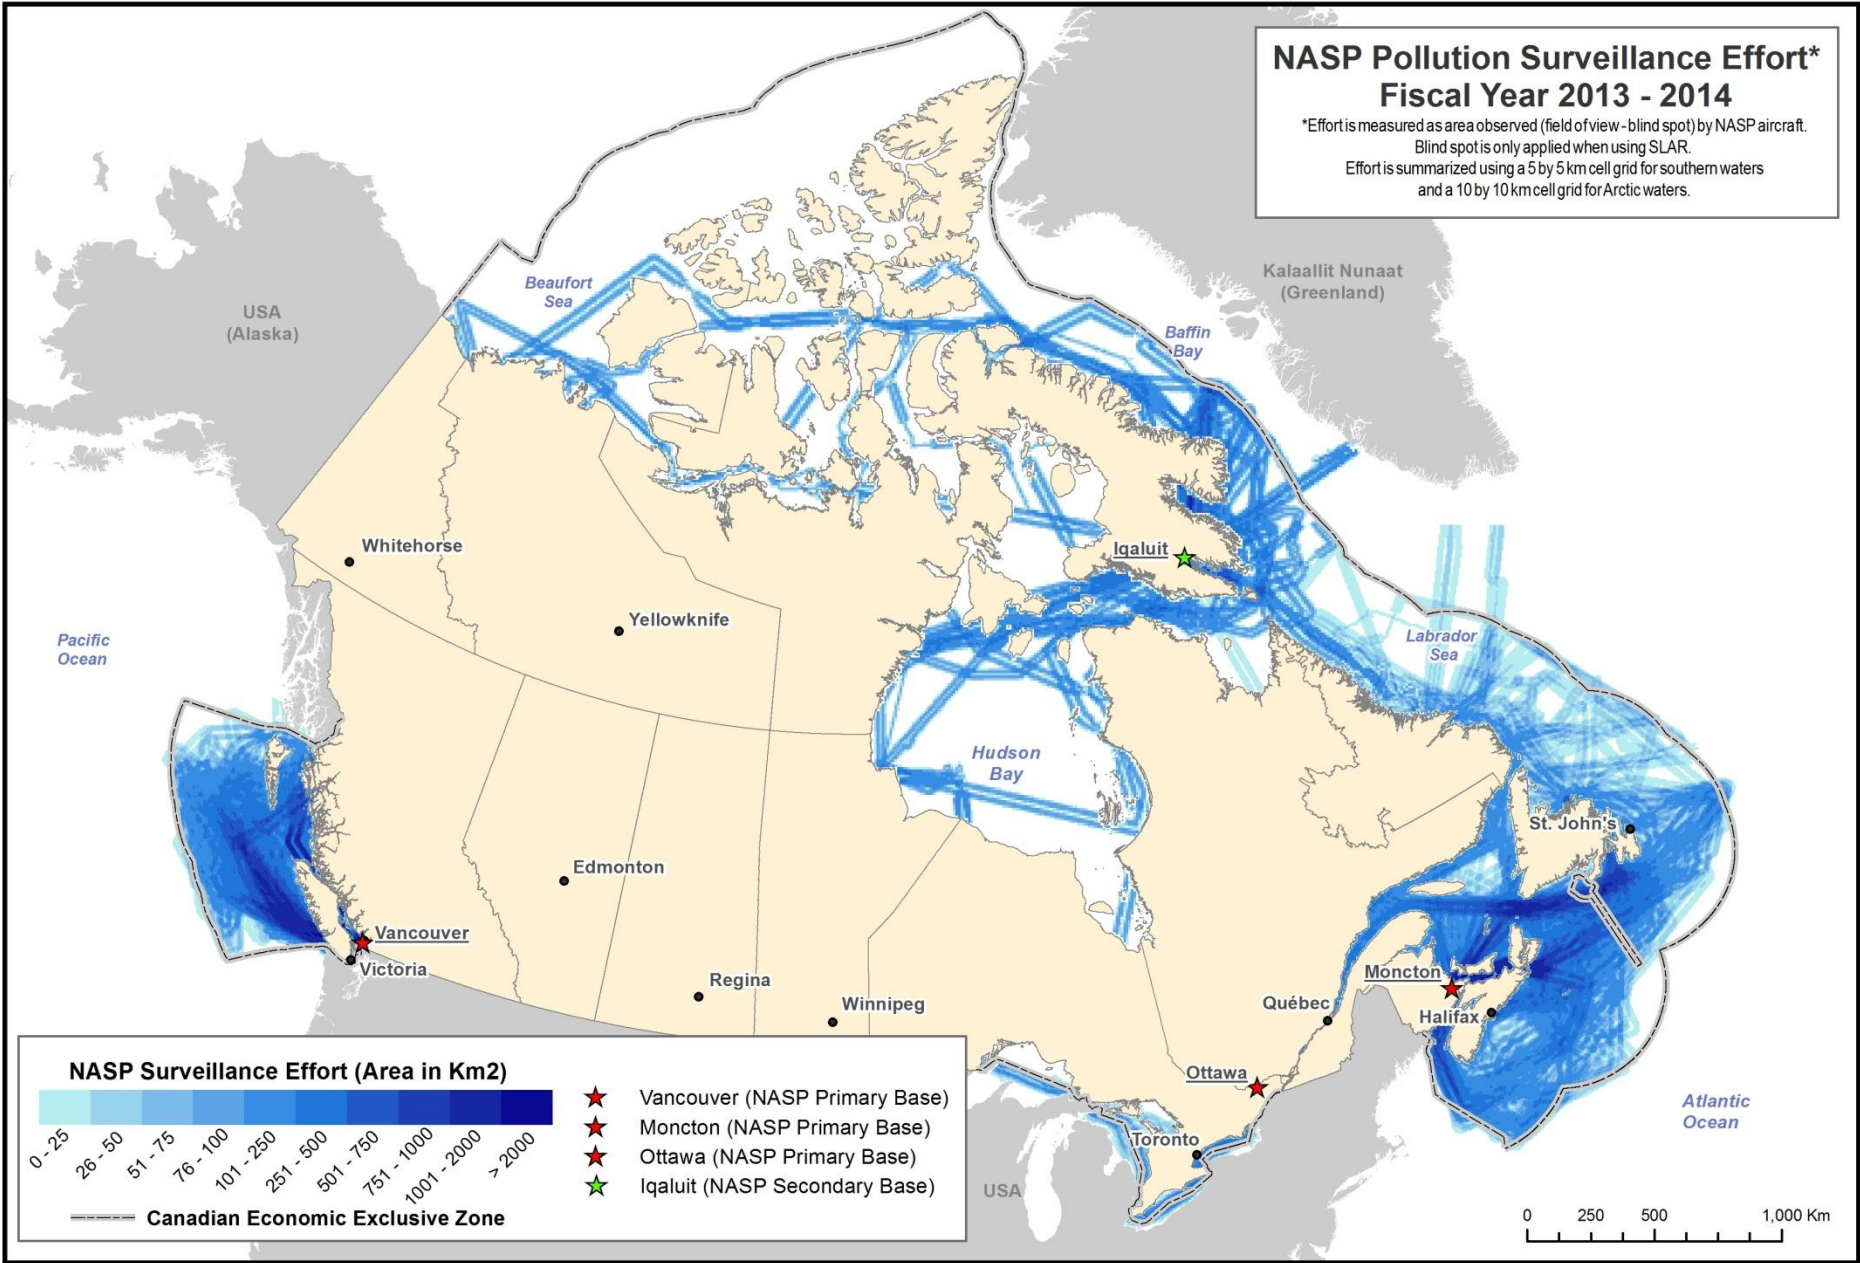 NASP Pollution Surveillance Effort*
Fiscal Year 2013 - 2014
*Effort is measured as area observed (field of view - blind spot) by NASP aircraft.
Blind spot is only applied when using SLAR.
Effort is summarized using a 5 by 5 km cell grid for southern waters
and a 10 by 10 km cell grid for Arctic waters.
Beaufort
Sea
Kalaallit Nunaat
(Greenland)
USA
(Alaska)
Baffin
Bay
Whitehorse
Iqaluit
Yellowknife
Pacific
Ocean
Labrador
Sea
Hudson
Bay
St. John's
Edmonton
Vancouver
Victoria
Regina
Winnipeg
Moncton
Québec
Halifax
Ottawa
Toronto
USA
Atlantic
Ocean
NASP Surveillance Effort (Area in Km2)
0 - 25
26 - 50
51 - 75
76 - 100
101 - 250
251 - 500
501 - 750
751 - 1000
1001 - 2000
> 2000
Canadian Economic Exclusive Zone
Vancouver (NASP Primary Base)
Moncton (NASP Primary Base)
Ottawa (NASP Primary Base)
Iqaluit (NASP Secondary Base)
0 250 500 1,000 Km